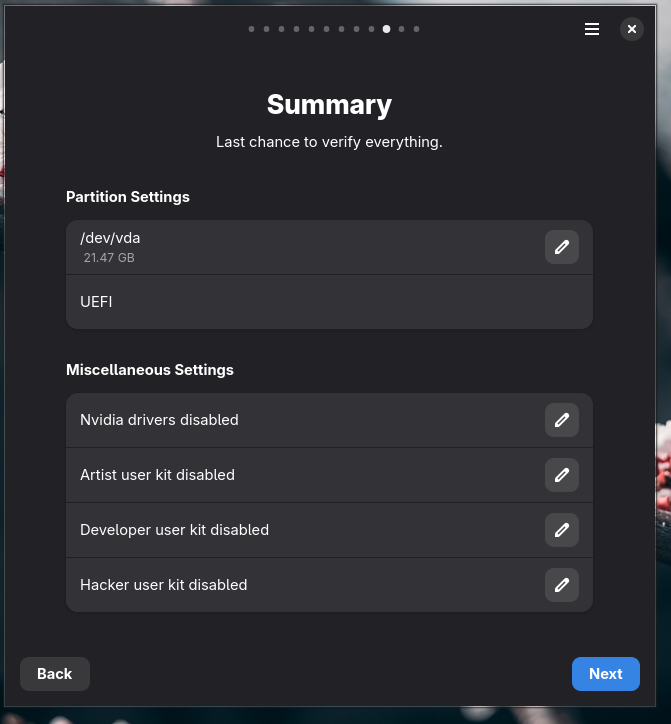 Summary
Last chance to verify everything.
Partition Settings
/dev/vda
21.47 GB
UEFI
Miscellaneous Settings
Nvidia drivers disabled
Artist user kit disabled
Developer user kit disabled
Hacker user kit disabled
Back
Next